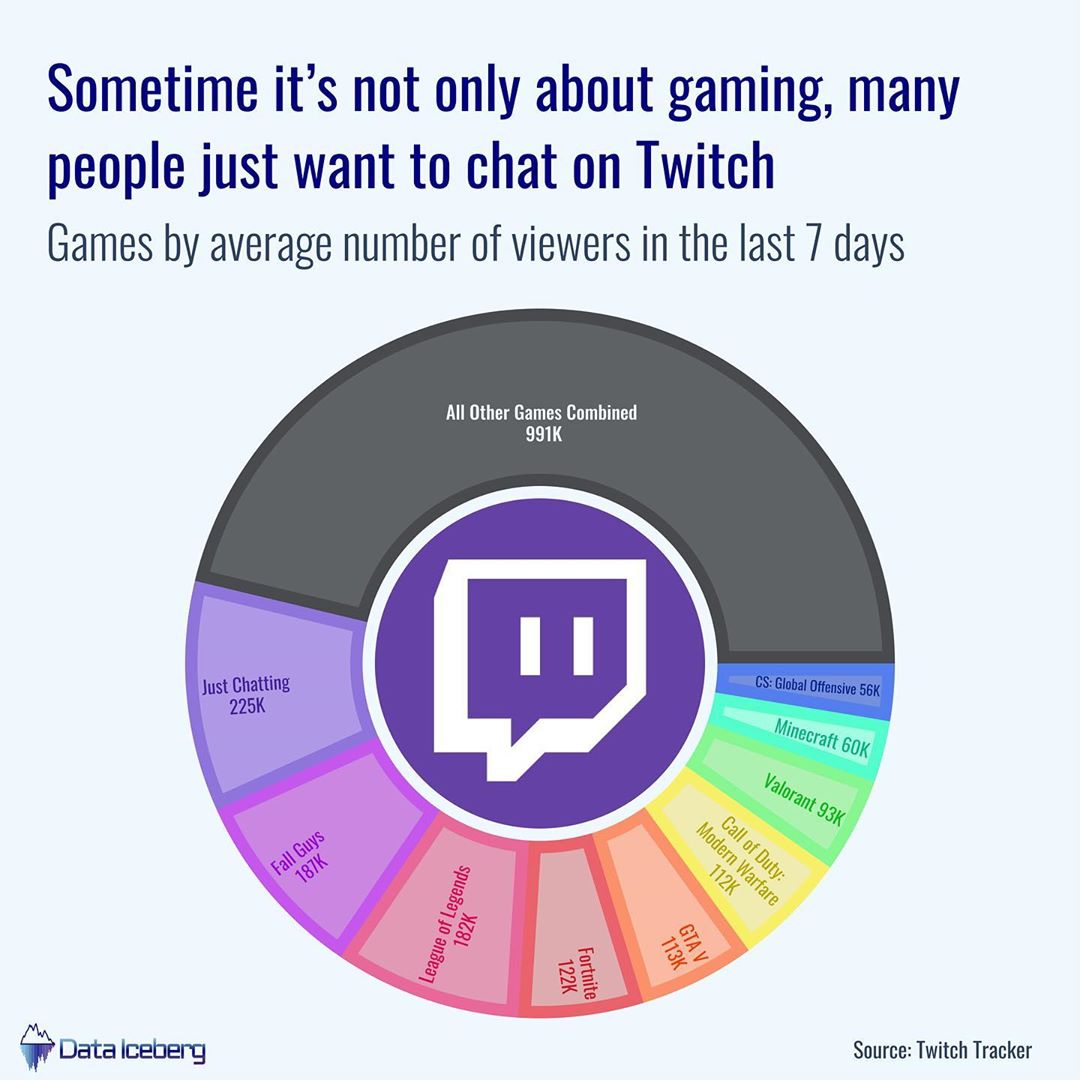 Sometime it's not only about gaming, many
people just want to chat on Twitch
Games by average number of viewers in the last 7 days
All Other Games Combined
991K
Just Chatting
225K
Fall Guys
187K
League of Legends
182K
Fortnite
122K
GTA V
113K
Call of Duty:
Modern Warfare
112K
Valorant 93K
Minecraft 60K
CS: Global Offensive 56K
Data Iceberg
Source: Twitch Tracker